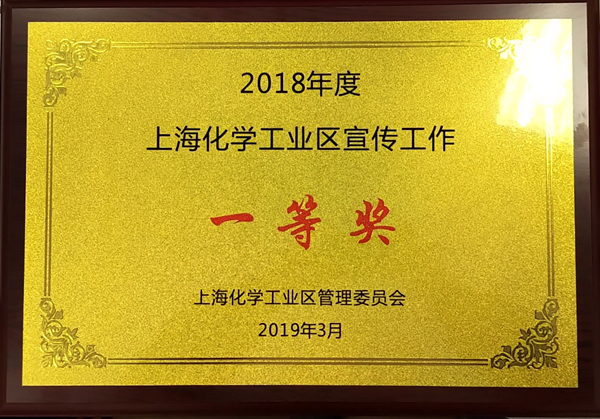 2018年度
上海化学工业区宣传工作
一等奖
上海化学工业区管理委员会
2019年3月